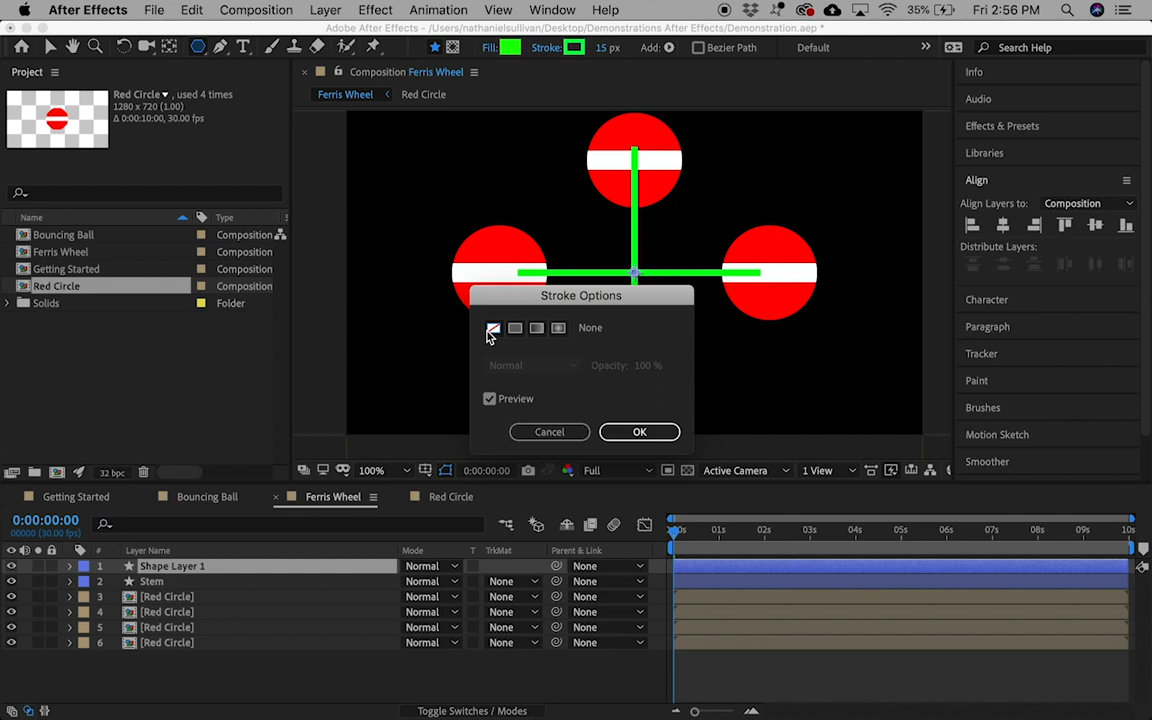 After Effects File Edit Composition Layer Effect Animation View Window Help 35% Fri 2:56 PM
Adobe After Effects - /Users/nathanielsullivan/Desktop/Demonstrations After Effects/Demonstration.aep *
Fill: Stroke: 15 px Add: Bezier Path Default Search Help
Project
Red Circle ▾, used 4 times
1280 x 720 (1.00)
Δ 0:00:10:00, 30.00 fps
Name Type
Bouncing Ball Composition
Ferris Wheel Composition
Getting Started Composition
Red Circle Composition
Solids Folder
32 bpc
Composition Ferris Wheel
Ferris Wheel Red Circle
Stroke Options
None
Normal Opacity: 100 %
Preview
Cancel OK
100% 0:00:00:00 Full Active Camera 1 View
Info
Audio
Effects & Presets
Libraries
Align
Align Layers to: Composition
Distribute Layers:
Character
Paragraph
Tracker
Paint
Brushes
Motion Sketch
Smoother
Getting Started Bouncing Ball Ferris Wheel Red Circle
0:00:00:00
00000 (30.00 fps)
# Layer Name Mode T TrkMat Parent & Link
1 Shape Layer 1 Normal None
2 Stem Normal None None
3 [Red Circle] Normal None None
4 [Red Circle] Normal None None
5 [Red Circle] Normal None None
6 [Red Circle] Normal None None
01s 02s 03s 04s 05s 06s 07s 08s 09s 10s
Toggle Switches / Modes